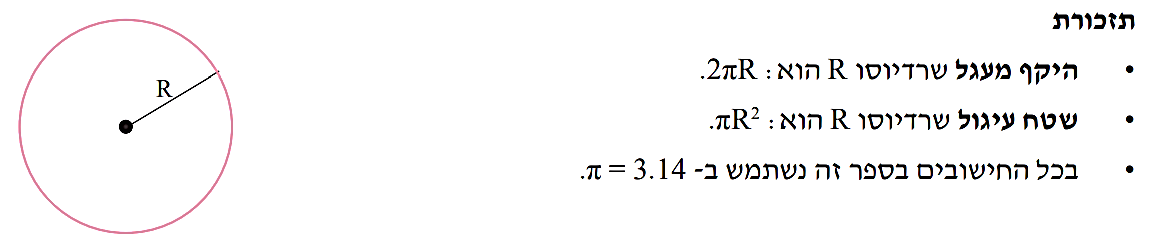 תזכורת
• היקף מעגל שרדיוסו R הוא: 2πR.
• שטח עיגול שרדיוסו R הוא: πR².
• בכל החישובים בספר זה נשתמש ב- π = 3.14.
R